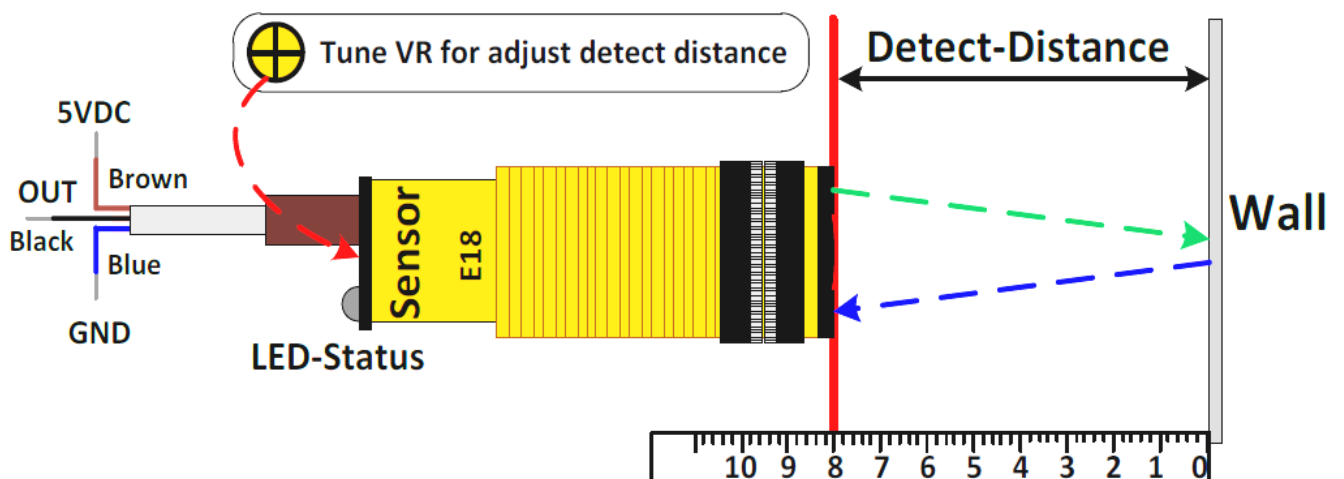 Tune VR for adjust detect distance
Detect-Distance
5VDC
Brown
OUT
Black
Blue
GND
LED-Status
Sensor
E18
Wall
10 9 8 7 6 5 4 3 2 1 0